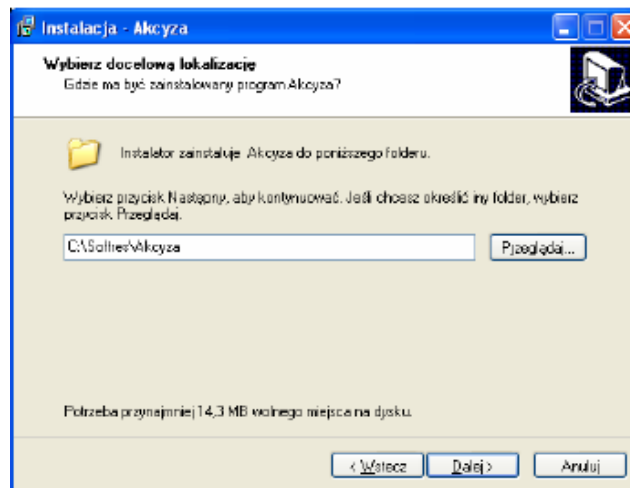 Instalacja - Akcyza
Wybierz docelową lokalizację
Gdzie ma być zainstalowany program Akcyza?
Instalator zainstaluje Akcyza do poniższego folderu.
Wybierz przycisk Następny, aby kontynuować. Jeśli chcesz określić iny folder, wybierz
przycisk Przeglądaj.
C:\Softres\Akcyza
Przeglądaj...
Potrzeba przynajmniej 14,3 MB wolnego miejsca na dysku.
< Wstecz
Dalej >
Anuluj